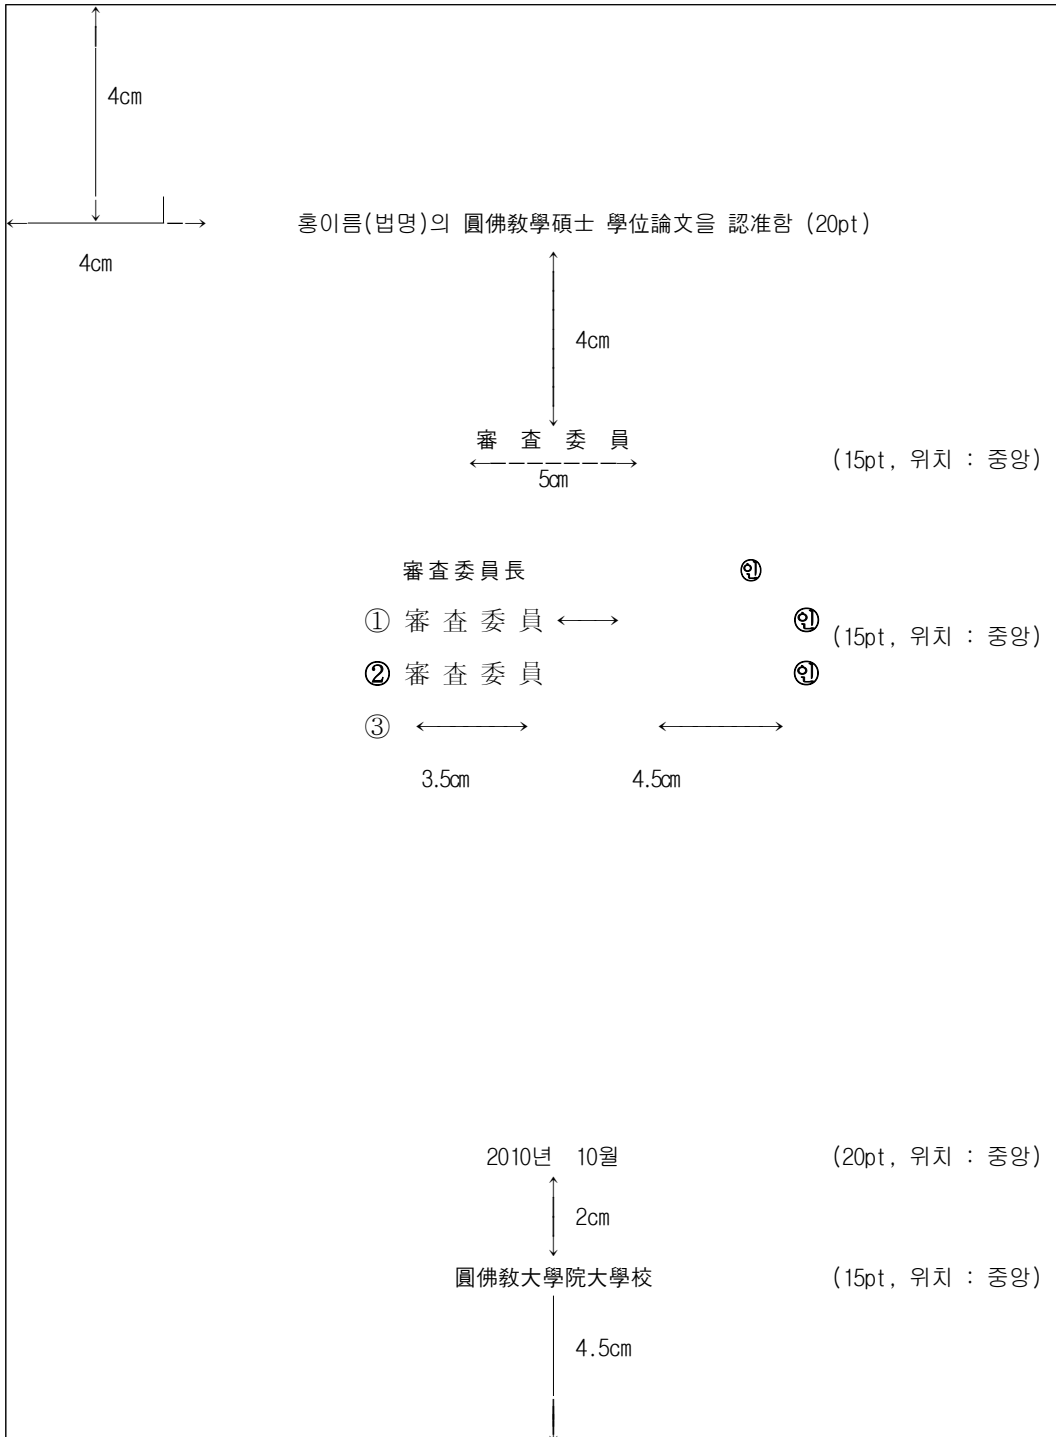 4cm
홍이름(법명)의 圓佛敎學碩士 學位論文을 認准함 (20pt)
4cm
4cm
審 査 委 員
(15pt, 위치 : 중앙)
5㎝
審査委員長 ㊞
① 審 査 委 員 ㊞
(15pt, 위치 : 중앙)
② 審 査 委 員 ㊞
③
3.5㎝ 4.5㎝
2010년 10월 (20pt, 위치 : 중앙)
2cm
圓佛敎大學院大學校 (15pt, 위치 : 중앙)
4.5cm